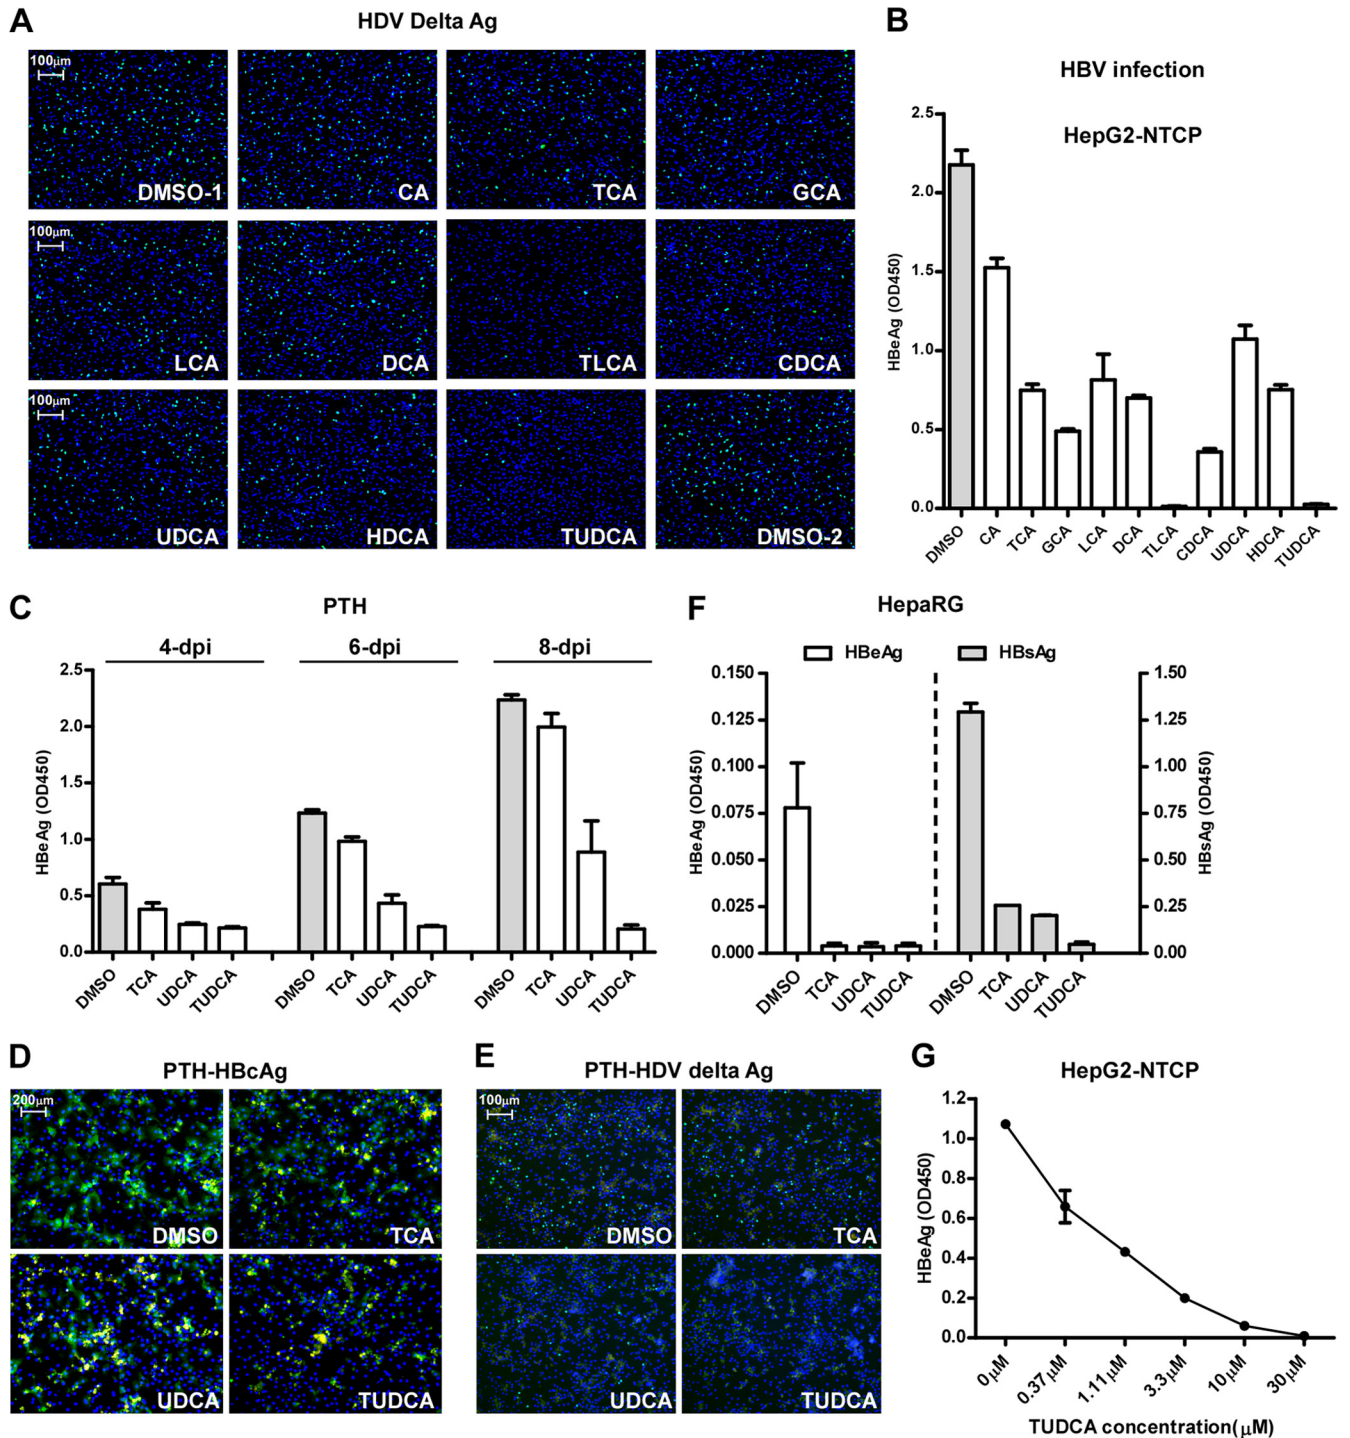 A
HDV Delta Ag
100μm
DMSO-1
CA
TCA
GCA
100μm
LCA
DCA
TLCA
CDCA
100μm
UDCA
HDCA
TUDCA
DMSO-2
B
HBV infection
HepG2-NTCP
HBeAg (OD450)
2.5
2.0
1.5
1.0
0.5
0.0
DMSO
CA
TCA
GCA
LCA
DCA
TLCA
CDCA
UDCA
HDCA
TUDCA
C
PTH
4-dpi
6-dpi
8-dpi
HBeAg (OD450)
2.5
2.0
1.5
1.0
0.5
0.0
DMSO
TCA
UDCA
TUDCA
DMSO
TCA
UDCA
TUDCA
DMSO
TCA
UDCA
TUDCA
F
HepaRG
HBeAg
HBsAg
HBeAg (OD450)
0.150
0.125
0.100
0.075
0.050
0.025
0.000
1.50
1.25
1.00
0.75
0.50
0.25
0.00
HBsAg (OD450)
DMSO
TCA
UDCA
TUDCA
DMSO
TCA
UDCA
TUDCA
D
PTH-HBcAg
200μm
DMSO
TCA
UDCA
TUDCA
E
PTH-HDV delta Ag
100μm
DMSO
TCA
UDCA
TUDCA
G
HepG2-NTCP
HBeAg (OD450)
1.2
1.0
0.8
0.6
0.4
0.2
0.0
0μM
0.37μM
1.11μM
3.3μM
10μM
30μM
TUDCA concentration(μM)